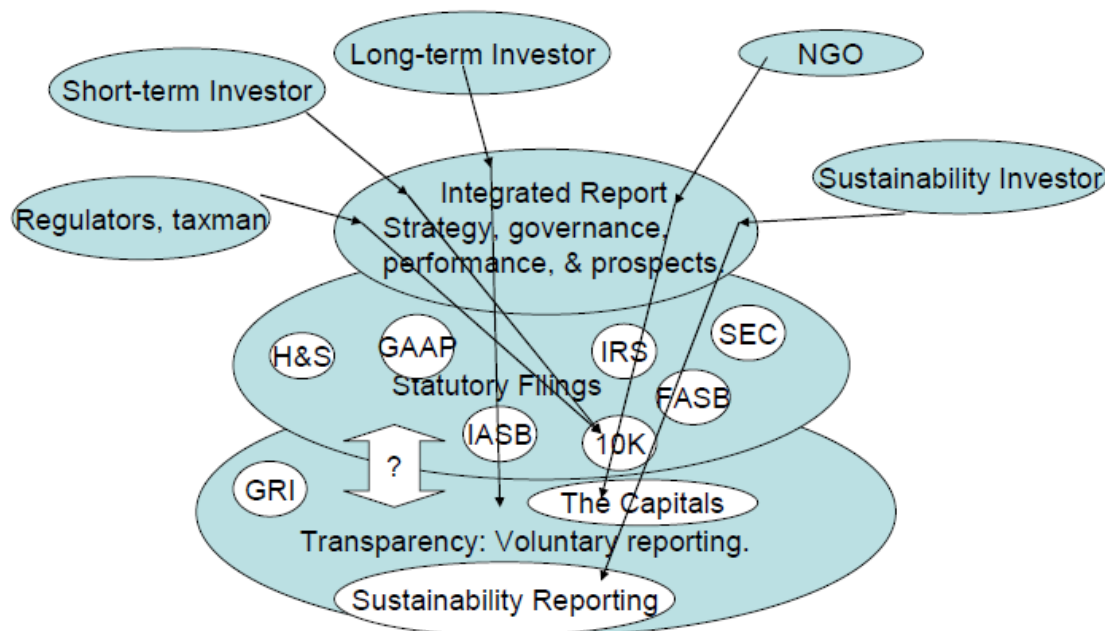 Long-term Investor
NGO
Short-term Investor
Sustainability Investor
Regulators, taxman
Integrated Report
Strategy, governance,
performance, & prospects.
SEC
H&S
GAAP
IRS
Statutory Filings
FASB
IASB
10K
?
GRI
The Capitals
Transparency: Voluntary reporting.
Sustainability Reporting